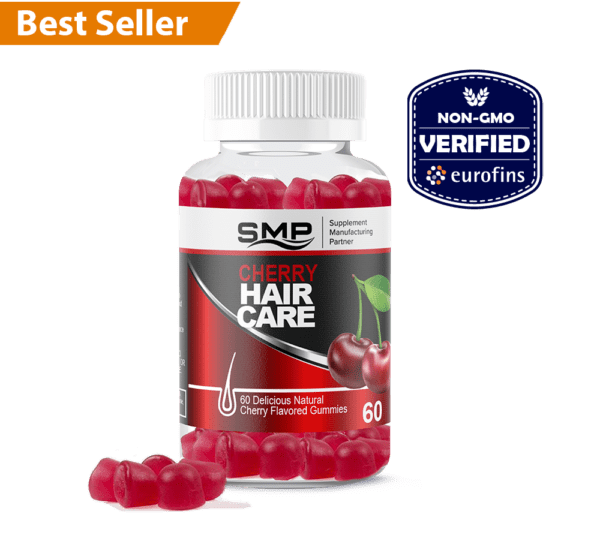 Best Seller
NON-GMO
VERIFIED
eurofins
SMP
Supplement
Manufacturing
Partner
CHERRY
HAIR
CARE
60 Delicious Natural
Cherry Flavored Gummies
60